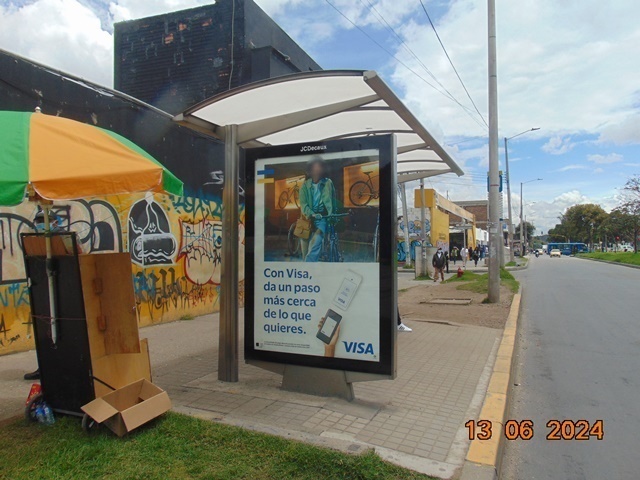 JCDecaux
Con Visa,
da un paso
más cerca
de lo que
quieres.
VISA
13 06 2024